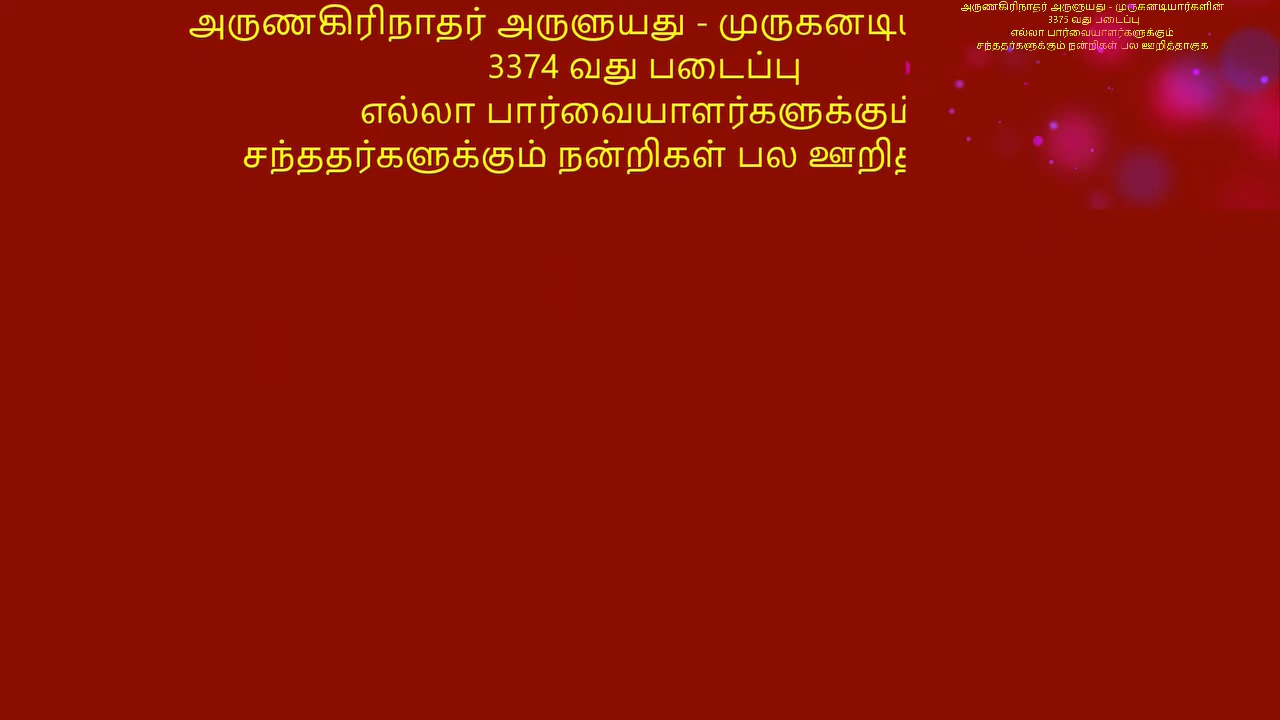 அருணகிரிநாதர் அருளுயது - முருகனடிய
3374 வது படைப்பு
எல்லா பார்வையாளர்களுக்கும்
சந்ததர்களுக்கும் நன்றிகள் பல ஊறித
அருணகிரிநாதர் அருளுயது - முருகனடியார்களின்
3375 வது படைப்பு
எல்லா பார்வையாளர்களுக்கும்
சந்ததர்களுக்கும் நன்றிகள் பல ஊறித்தாகுக